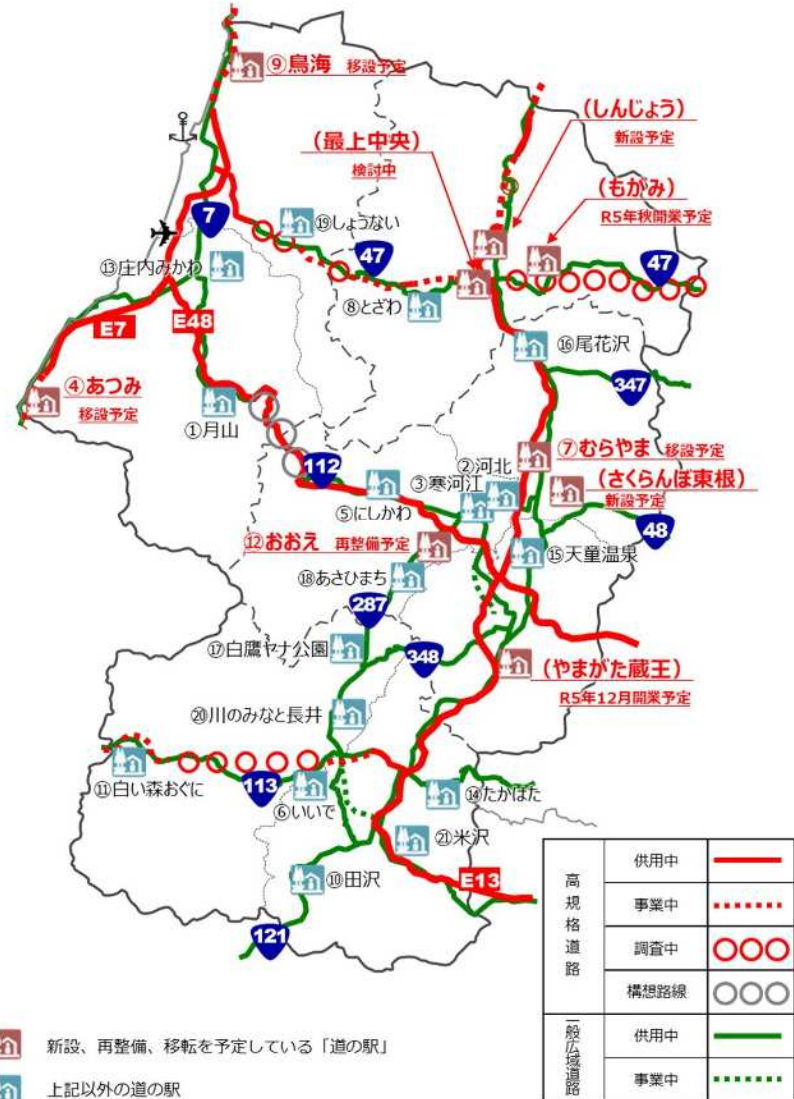 ⑨鳥海 移設予定
(しんじょう)
新設予定
(最上中央)
検討中
(もがみ)
R5年秋開業予定
7
⑲しょうない
47
47
⑬庄内みかわ
⑧とざわ
E7
E48
⑯尾花沢
347
④あつみ
移設予定
①月山
112
⑦むらやま 移設予定
②河北
③寒河江
(さくらんぼ東根)
新設予定
⑤にしかわ
48
⑫おおえ 再整備予定
⑮天童温泉
⑱あさひまち
287
⑰白鷹ヤナ公園
348
(やまがた蔵王)
R5年12月開業予定
⑳川のみなと長井
⑪白い森おぐに
113
⑥いいで
⑭たかはた
㉑米沢
⑩田沢
E13
121
高規格道路
供用中
事業中
調査中
構想路線
一般広域道路
供用中
事業中
新設、再整備、移転を予定している「道の駅」
上記以外の道の駅